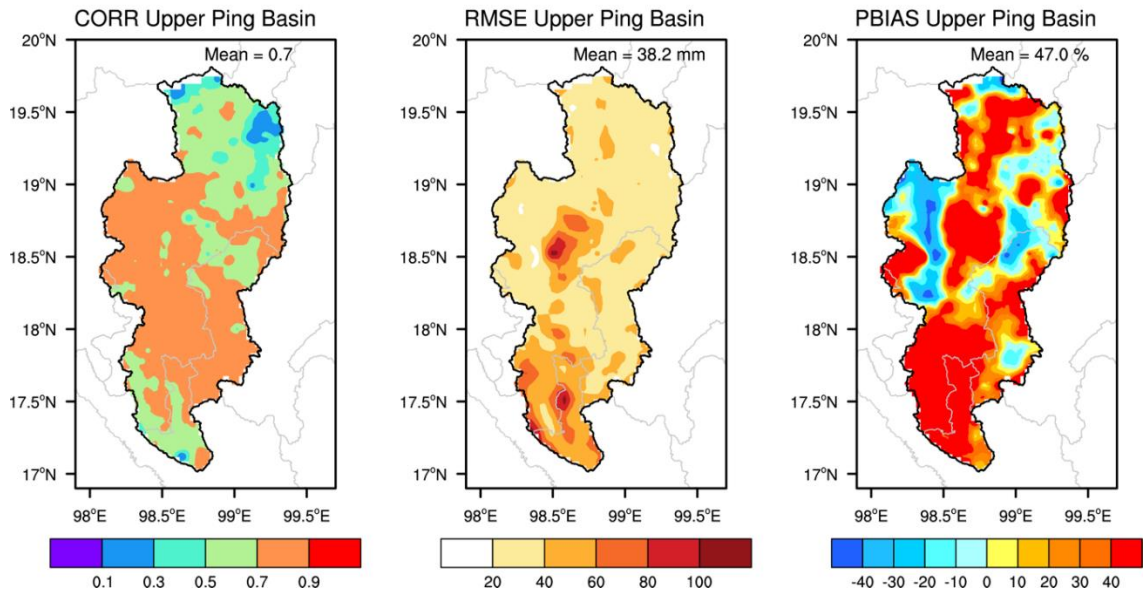 CORR Upper Ping Basin
Mean = 0.7
20°N
19.5°N
19°N
18.5°N
18°N
17.5°N
17°N
98°E 98.5°E 99°E 99.5°E
0.1 0.3 0.5 0.7 0.9
RMSE Upper Ping Basin
Mean = 38.2 mm
20°N
19.5°N
19°N
18.5°N
18°N
17.5°N
17°N
98°E 98.5°E 99°E 99.5°E
20 40 60 80 100
PBIAS Upper Ping Basin
Mean = 47.0 %
20°N
19.5°N
19°N
18.5°N
18°N
17.5°N
17°N
98°E 98.5°E 99°E 99.5°E
-40 -30 -20 -10 0 10 20 30 40